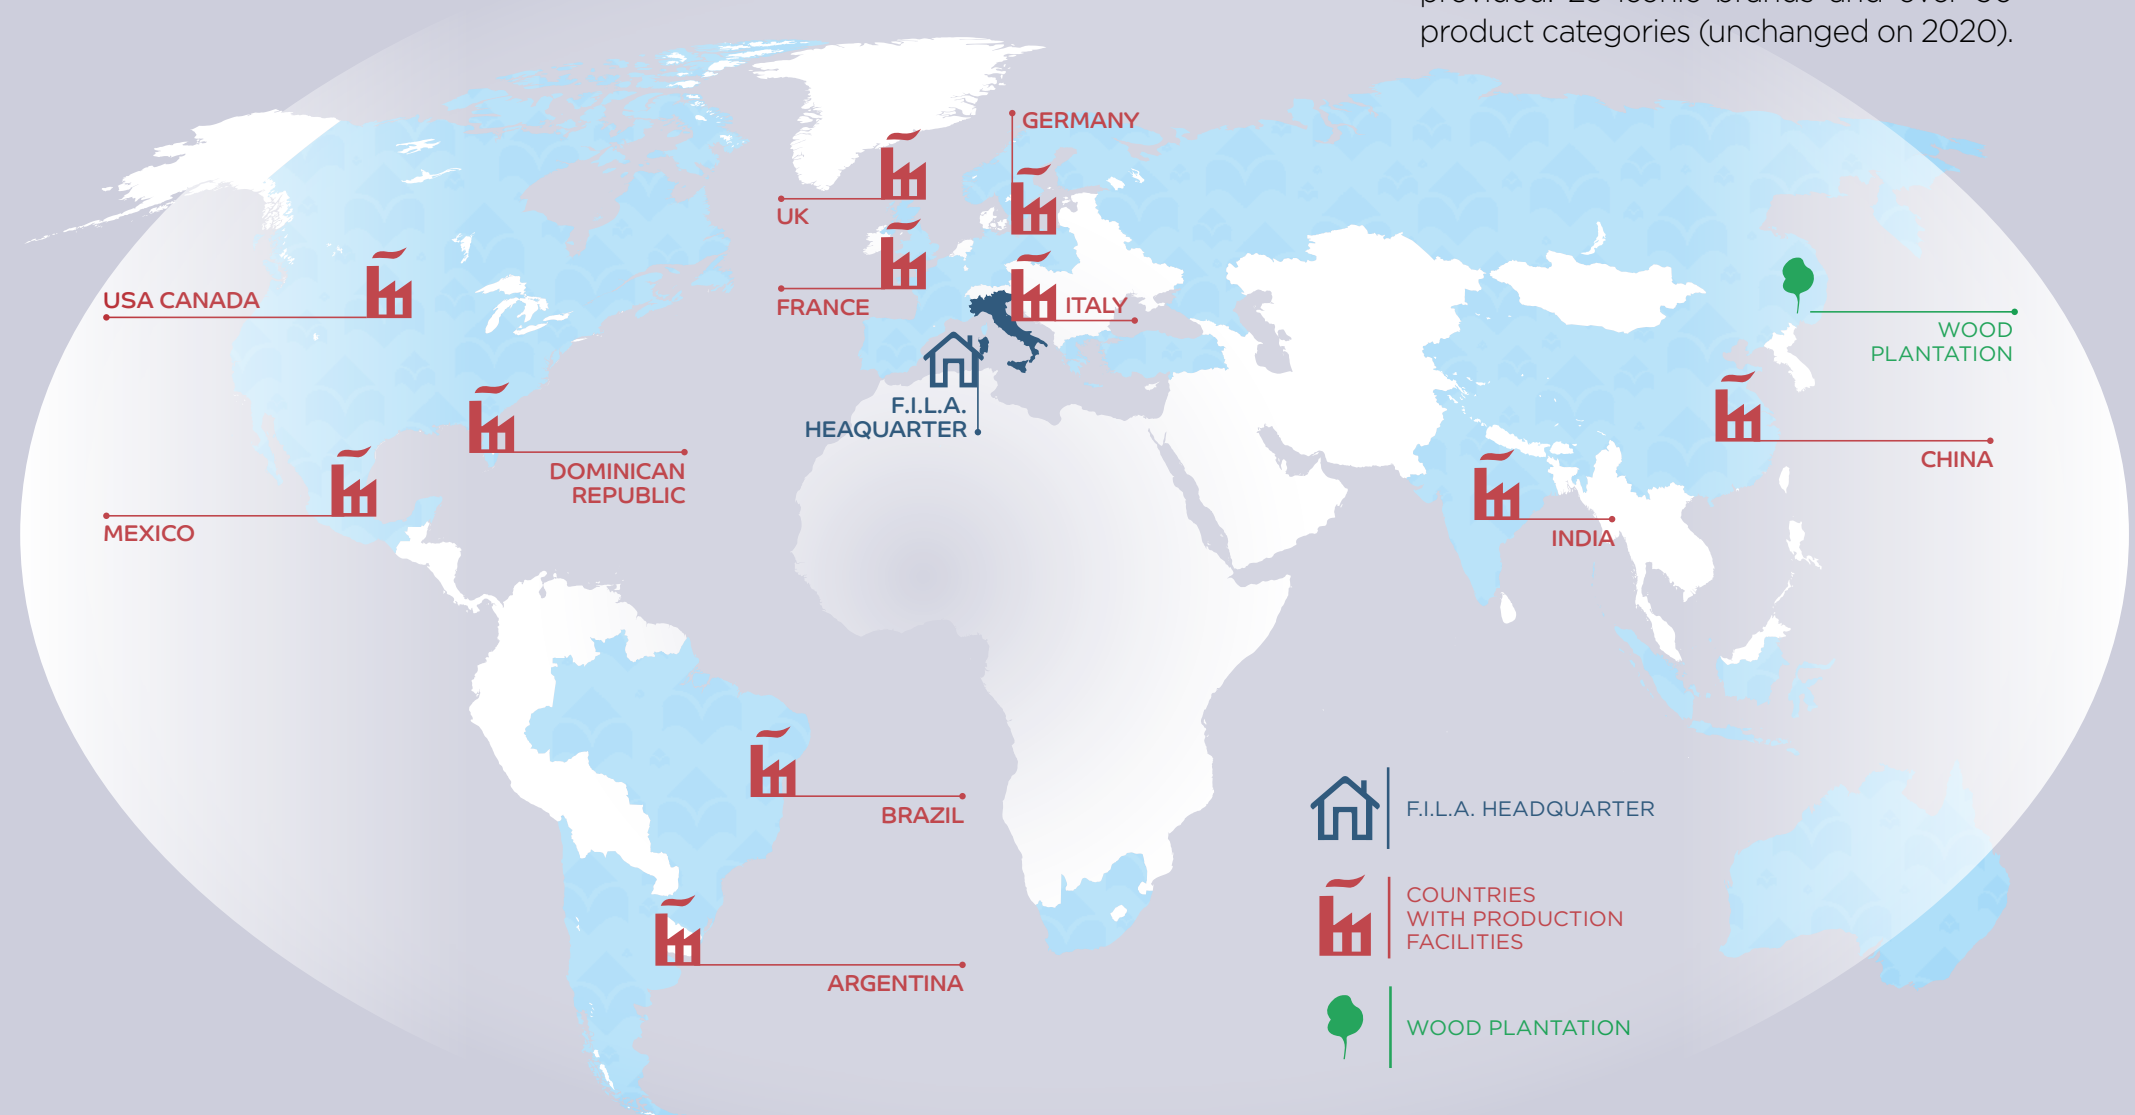 product categories (unchanged on 2020).
GERMANY
UK
USA CANADA
FRANCE
ITALY
WOOD
PLANTATION
F.I.L.A.
HEAQUARTER
DOMINICAN
REPUBLIC
CHINA
MEXICO
INDIA
BRAZIL
ARGENTINA
F.I.L.A. HEADQUARTER
COUNTRIES
WITH PRODUCTION
FACILITIES
WOOD PLANTATION